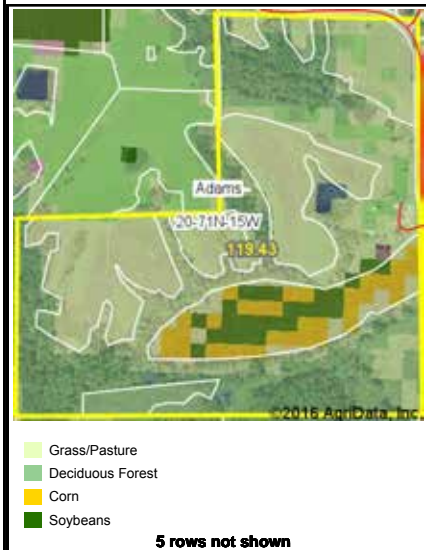 Adams
20-71N-15W
119.43
©2016 AgriData, Inc.
Grass/Pasture
Deciduous Forest
Corn
Soybeans
5 rows not shown